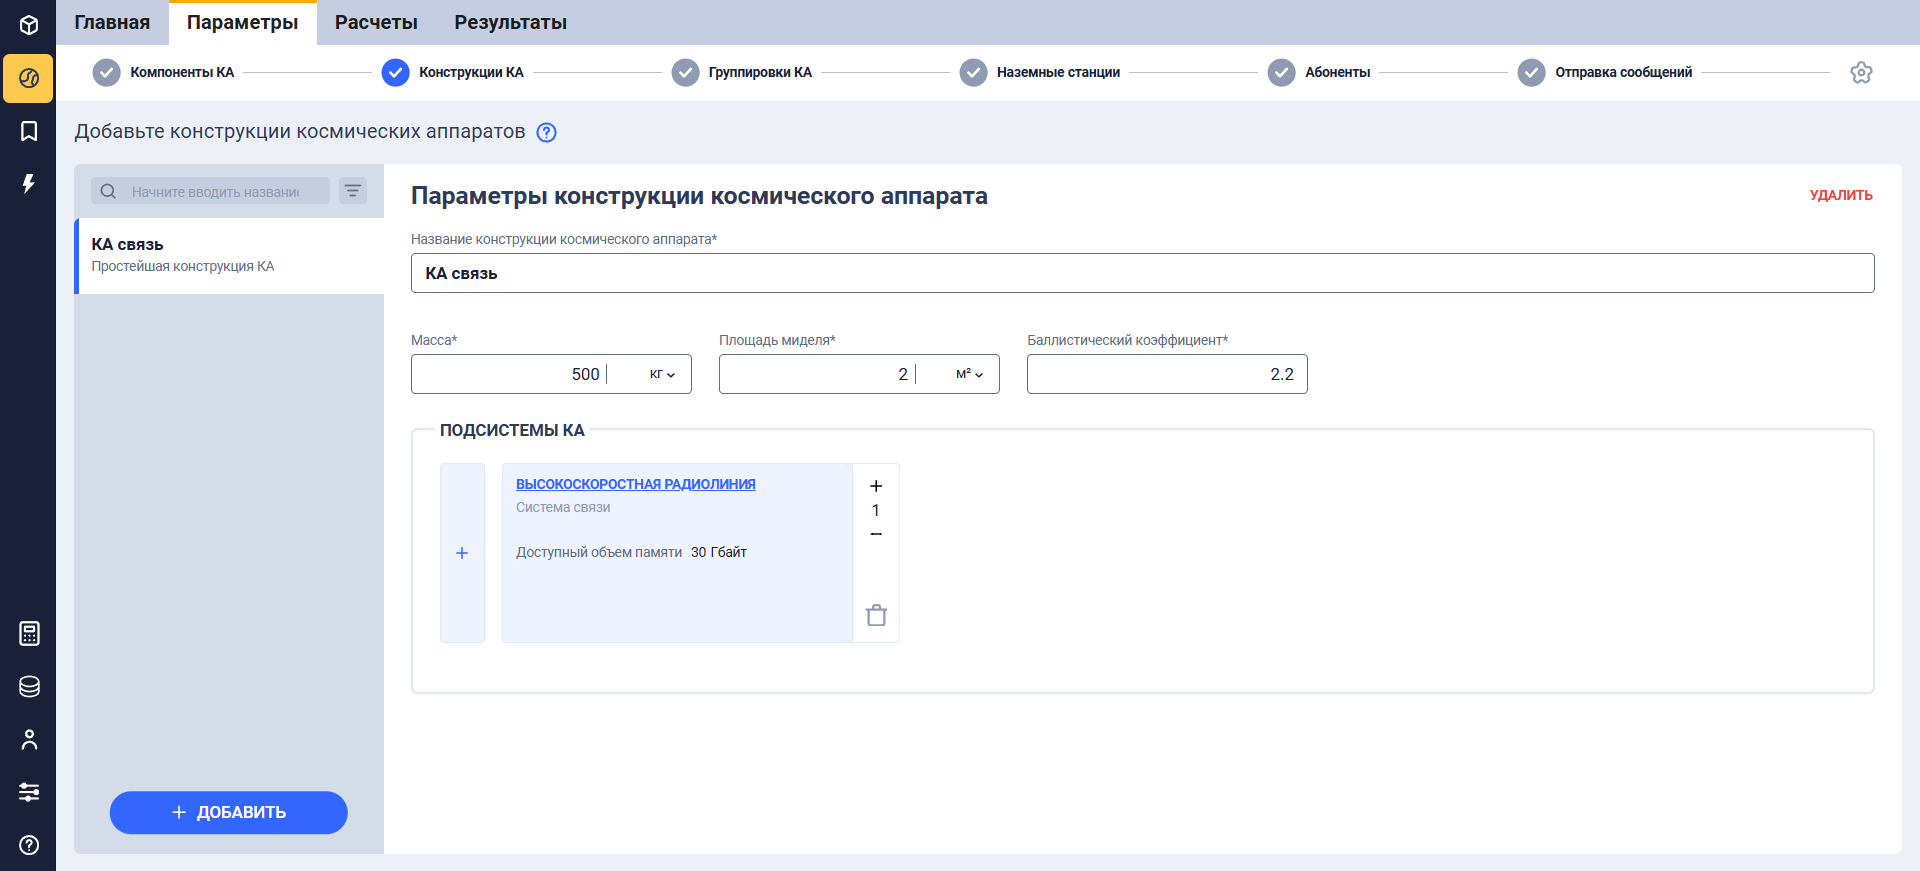 Главная Параметры Расчеты Результаты
Компоненты КА Конструкции КА Группировки КА Наземные станции Абоненты Отправка сообщений
Добавьте конструкции космических аппаратов
Начните вводить названи
КА связь
Простейшая конструкция КА
ДОБАВИТЬ
Параметры конструкции космического аппарата
УДАЛИТЬ
Название конструкции космического аппарата*
КА связь
Масса* Площадь миделя* Баллистический коэффициент*
500 кг 2 м² 2.2
ПОДСИСТЕМЫ КА
ВЫСОКОСКОРОСТНАЯ РАДИОЛИНИЯ
Система связи
1
Доступный объем памяти 30 Гбайт